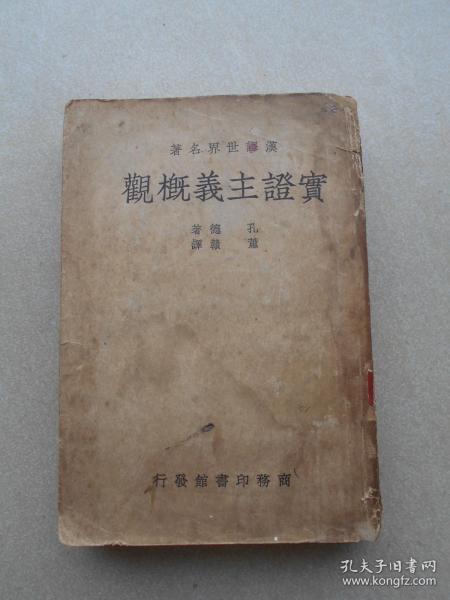 漢譯世界名著
實證主義槪觀
孔德著
蕭贛譯
商務印書館發行
孔夫子旧书网
www.kongfz.com